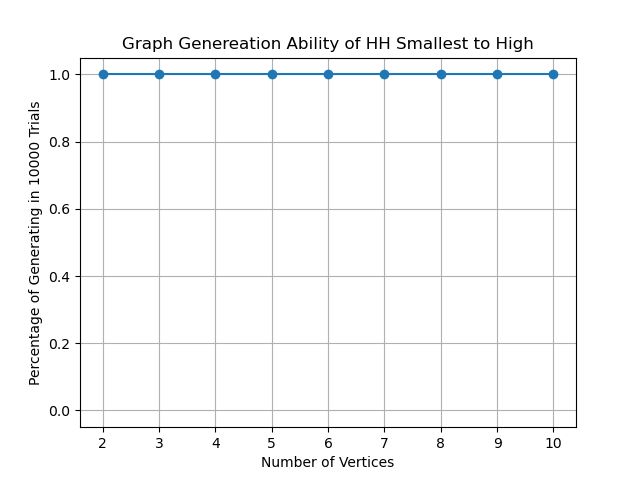 Graph Genereation Ability of HH Smallest to High
Percentage of Generating in 10000 Trials
1.0
0.8
0.6
0.4
0.2
0.0
2 3 4 5 6 7 8 9 10
Number of Vertices